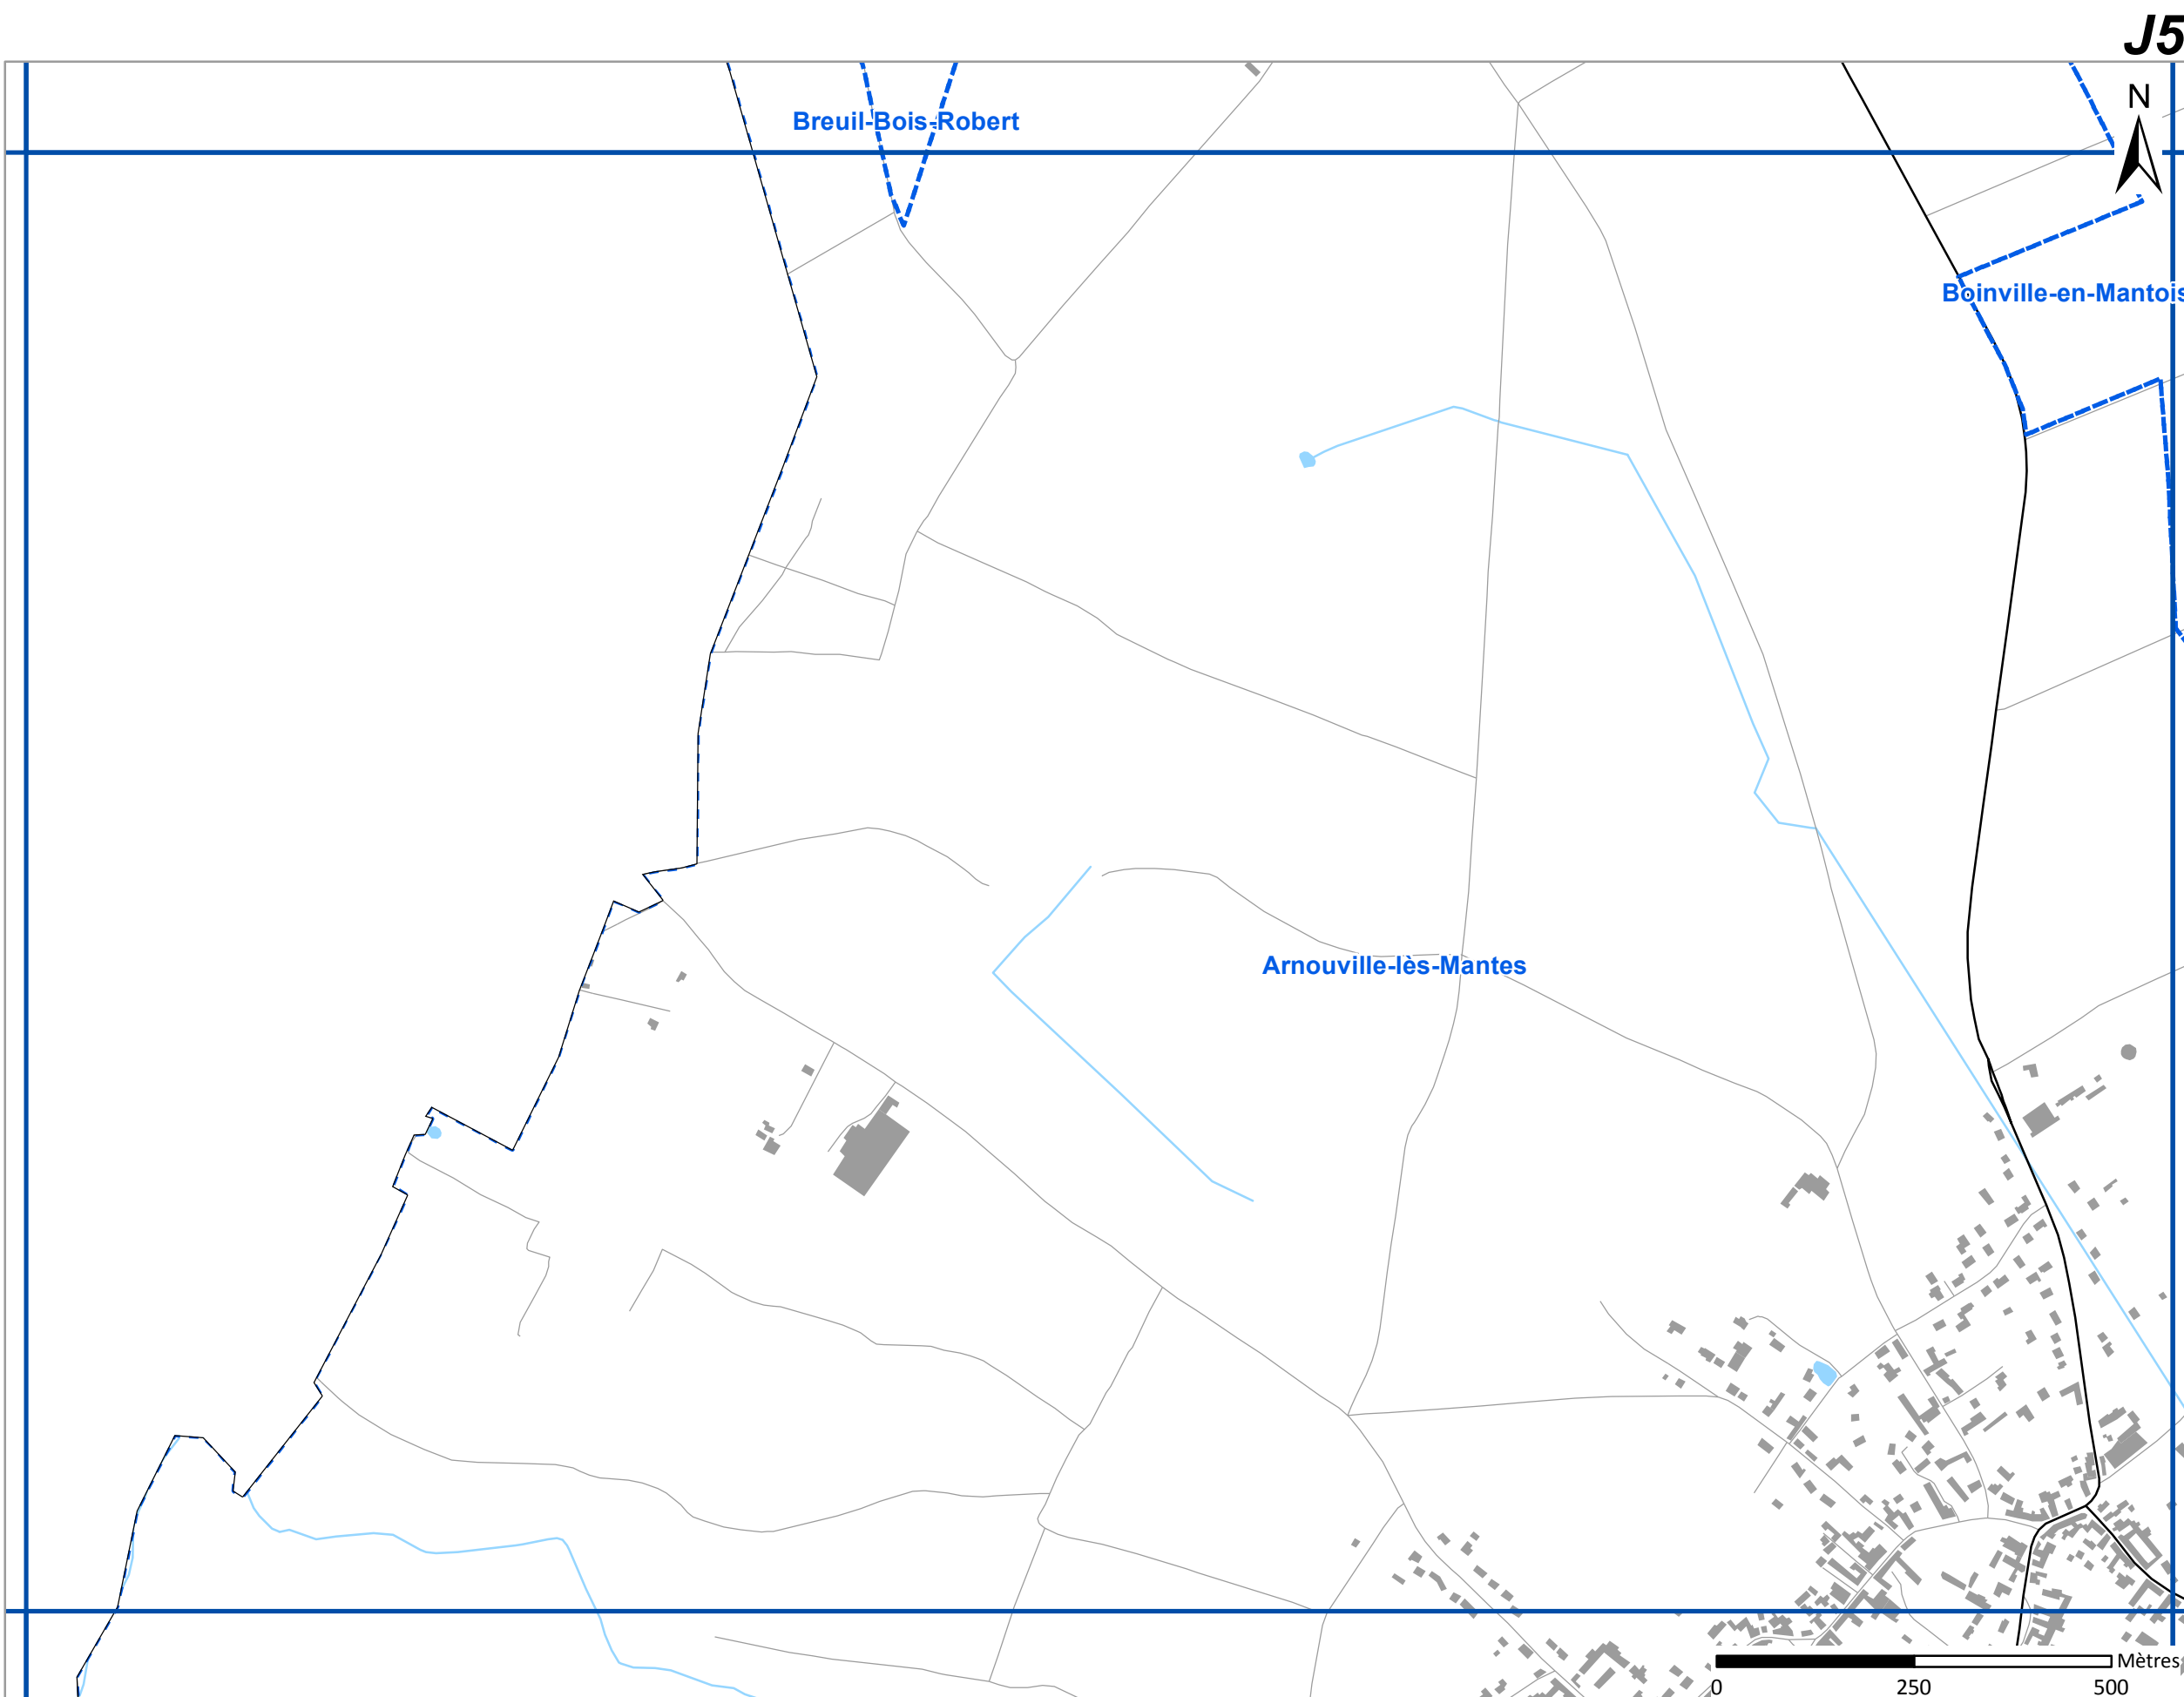 J5
N
Breuil-Bois-Robert
Boinville-en-Mantois
Arnouville-lès-Mantes
Mètres
0 250 500